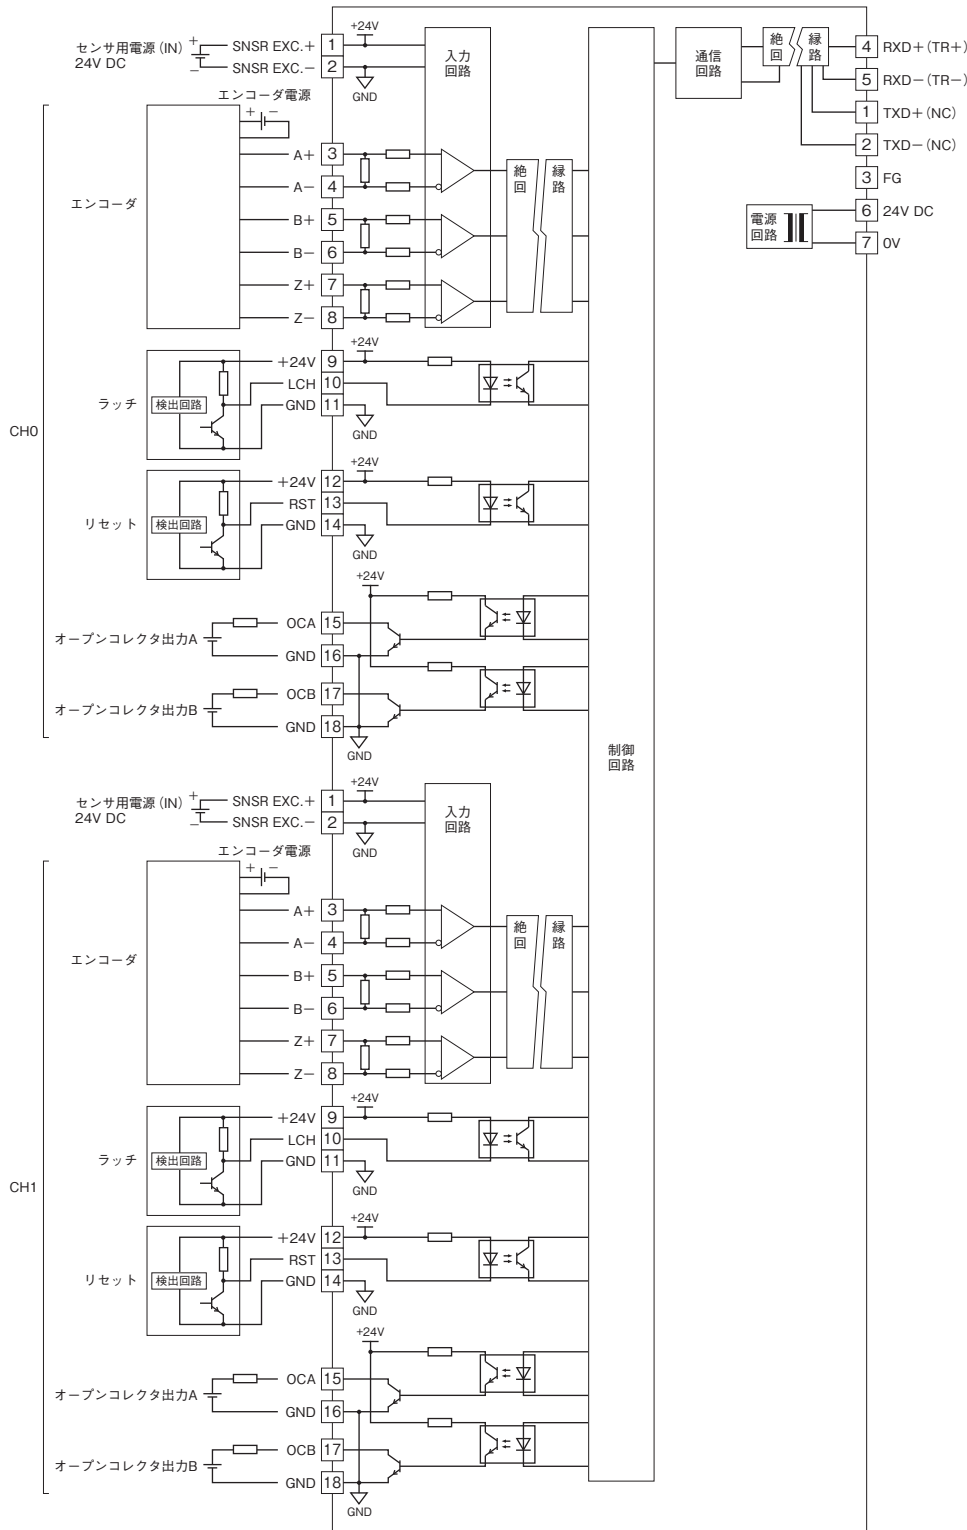 +24V
センサ用電源(IN)
24V DC
+
−
SNSR EXC.+ 1
SNSR EXC.− 2
GND
入力
回路
エンコーダ電源
+ −
エンコーダ
A+ 3
A− 4
B+ 5
B− 6
Z+ 7
Z− 8
絶
回
縁
路
CH0
+24V
ラッチ
検出回路
+24V 9
LCH 10
GND 11
GND
+24V
リセット
検出回路
+24V 12
RST 13
GND 14
GND
+24V
オープンコレクタ出力A
OCA 15
GND 16
オープンコレクタ出力B
OCB 17
GND 18
GND
制御
回路
通信
回路
絶
回
縁
路
4 RXD+(TR+)
5 RXD−(TR−)
1 TXD+(NC)
2 TXD−(NC)
3 FG
電源
回路
6 24V DC
7 0V
+24V
センサ用電源(IN)
24V DC
+
−
SNSR EXC.+ 1
SNSR EXC.− 2
GND
入力
回路
エンコーダ電源
+ −
エンコーダ
A+ 3
A− 4
B+ 5
B− 6
Z+ 7
Z− 8
絶
回
縁
路
CH1
+24V
ラッチ
検出回路
+24V 9
LCH 10
GND 11
GND
+24V
リセット
検出回路
+24V 12
RST 13
GND 14
GND
+24V
オープンコレクタ出力A
OCA 15
GND 16
オープンコレクタ出力B
OCB 17
GND 18
GND